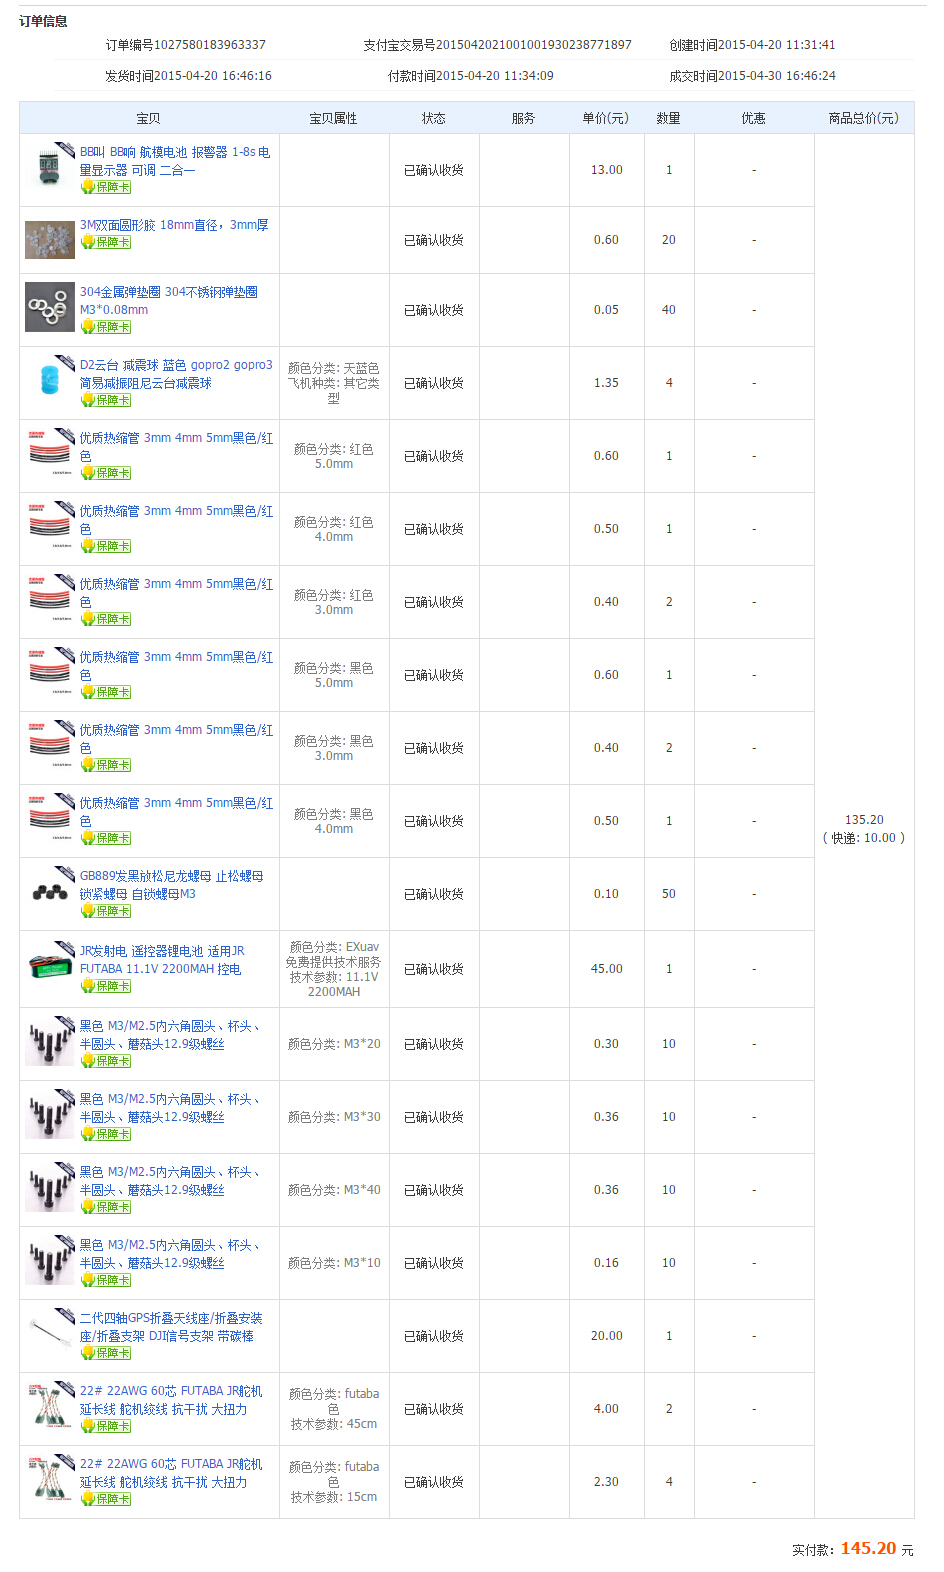 订单信息
订单编号1027580183963337 支付宝交易号2015042021001001930238771897 创建时间2015-04-20 11:31:41
发货时间2015-04-20 16:46:16 付款时间2015-04-20 11:34:09 成交时间2015-04-30 16:46:24
宝贝 宝贝属性 状态 服务 单价(元) 数量 优惠 商品总价(元)
BB叫 BB响 航模电池 报警器 1-8s 电
量显示器 可调 二合一
保障卡
已确认收货 13.00 1 -
3M双面圆形胶 18mm直径，3mm厚
保障卡
已确认收货 0.60 20 -
304金属弹垫圈 304不锈钢弹垫圈
M3*0.08mm
保障卡
已确认收货 0.05 40 -
D2云台 减震球 蓝色 gopro2 gopro3
简易减振阻尼云台减震球
保障卡
颜色分类: 天蓝色
飞机种类: 其它类
型
已确认收货 1.35 4 -
优质热缩管 3mm 4mm 5mm黑色/红
色
保障卡
颜色分类: 红色
5.0mm
已确认收货 0.60 1 -
优质热缩管 3mm 4mm 5mm黑色/红
色
保障卡
颜色分类: 红色
4.0mm
已确认收货 0.50 1 -
优质热缩管 3mm 4mm 5mm黑色/红
色
保障卡
颜色分类: 红色
3.0mm
已确认收货 0.40 2 -
优质热缩管 3mm 4mm 5mm黑色/红
色
保障卡
颜色分类: 黑色
5.0mm
已确认收货 0.60 1 -
优质热缩管 3mm 4mm 5mm黑色/红
色
保障卡
颜色分类: 黑色
3.0mm
已确认收货 0.40 2 -
优质热缩管 3mm 4mm 5mm黑色/红
色
保障卡
颜色分类: 黑色
4.0mm
已确认收货 0.50 1 -
135.20
( 快递: 10.00 )
GB889发黑放松尼龙螺母 止松螺母
锁紧螺母 自锁螺母M3
保障卡
已确认收货 0.10 50 -
JR发射电 遥控器锂电池 适用JR
FUTABA 11.1V 2200MAH 控电
保障卡
颜色分类: EXuav
免费提供技术服务
技术参数: 11.1V
2200MAH
已确认收货 45.00 1 -
黑色 M3/M2.5内六角圆头、杯头、
半圆头、蘑菇头12.9级螺丝
保障卡
颜色分类: M3*20
已确认收货 0.30 10 -
黑色 M3/M2.5内六角圆头、杯头、
半圆头、蘑菇头12.9级螺丝
保障卡
颜色分类: M3*30
已确认收货 0.36 10 -
黑色 M3/M2.5内六角圆头、杯头、
半圆头、蘑菇头12.9级螺丝
保障卡
颜色分类: M3*40
已确认收货 0.36 10 -
黑色 M3/M2.5内六角圆头、杯头、
半圆头、蘑菇头12.9级螺丝
保障卡
颜色分类: M3*10
已确认收货 0.16 10 -
二代四轴GPS折叠天线座/折叠安装
座/折叠支架 DJI信号支架 带碳棒
保障卡
已确认收货 20.00 1 -
22# 22AWG 60芯 FUTABA JR舵机
延长线 舵机绞线 抗干扰 大扭力
保障卡
颜色分类: futaba
色
技术参数: 45cm
已确认收货 4.00 2 -
22# 22AWG 60芯 FUTABA JR舵机
延长线 舵机绞线 抗干扰 大扭力
保障卡
颜色分类: futaba
色
技术参数: 15cm
已确认收货 2.30 4 -
实付款：145.20 元